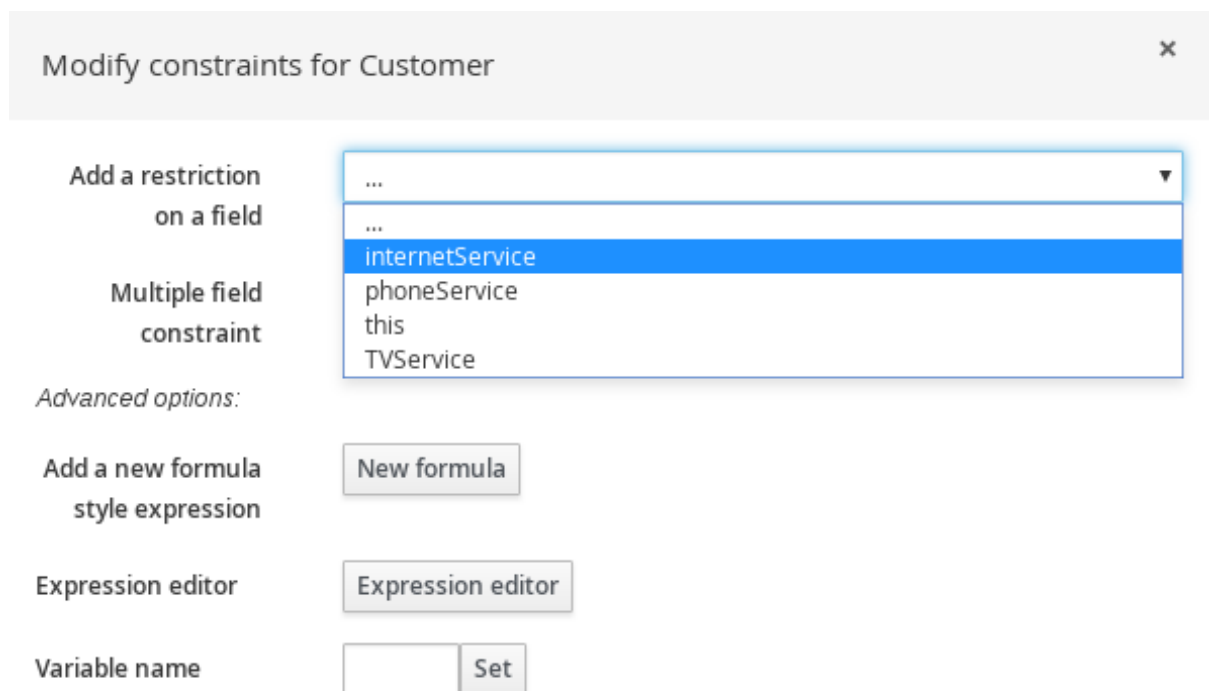 Modify constraints for Customer
×
Add a restriction
on a field
...
▼
...
internetService
phoneService
this
TVService
Multiple field
constraint
Advanced options:
Add a new formula
style expression
New formula
Expression editor
Expression editor
Variable name
Set